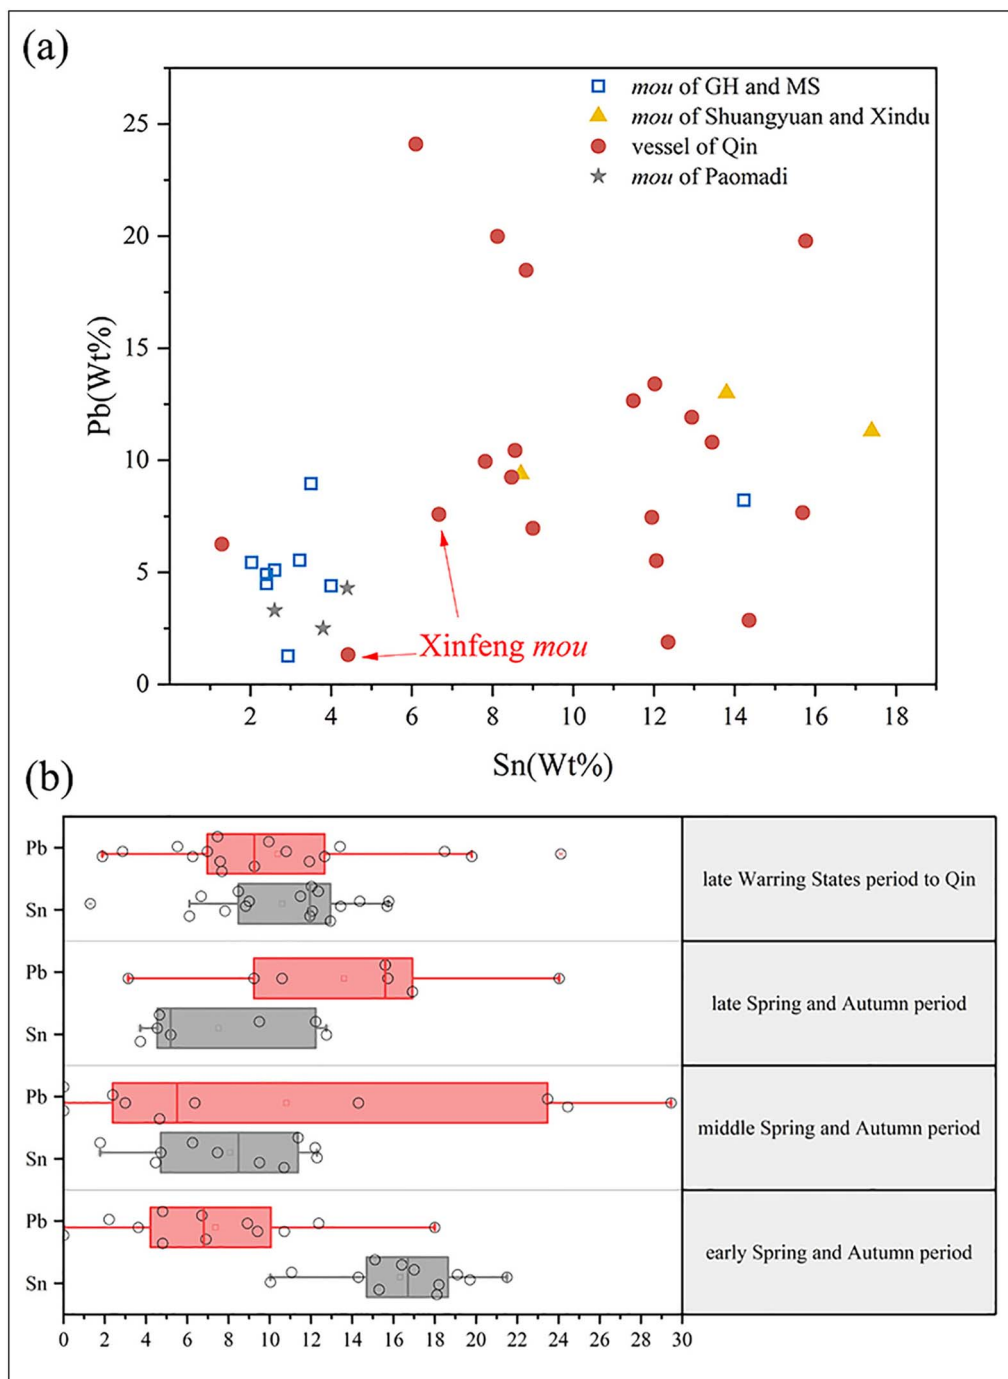 (a)
mou of GH and MS
mou of Shuangyuan and Xindu
vessel of Qin
mou of Paomadi
25
20
15
10
5
0
Pb(Wt%)
Xinfeng mou
2 4 6 8 10 12 14 16 18
Sn(Wt%)
(b)
Pb
Sn
late Warring States period to Qin
Pb
Sn
late Spring and Autumn period
Pb
Sn
middle Spring and Autumn period
Pb
Sn
early Spring and Autumn period
0 2 4 6 8 10 12 14 16 18 20 22 24 26 28 30